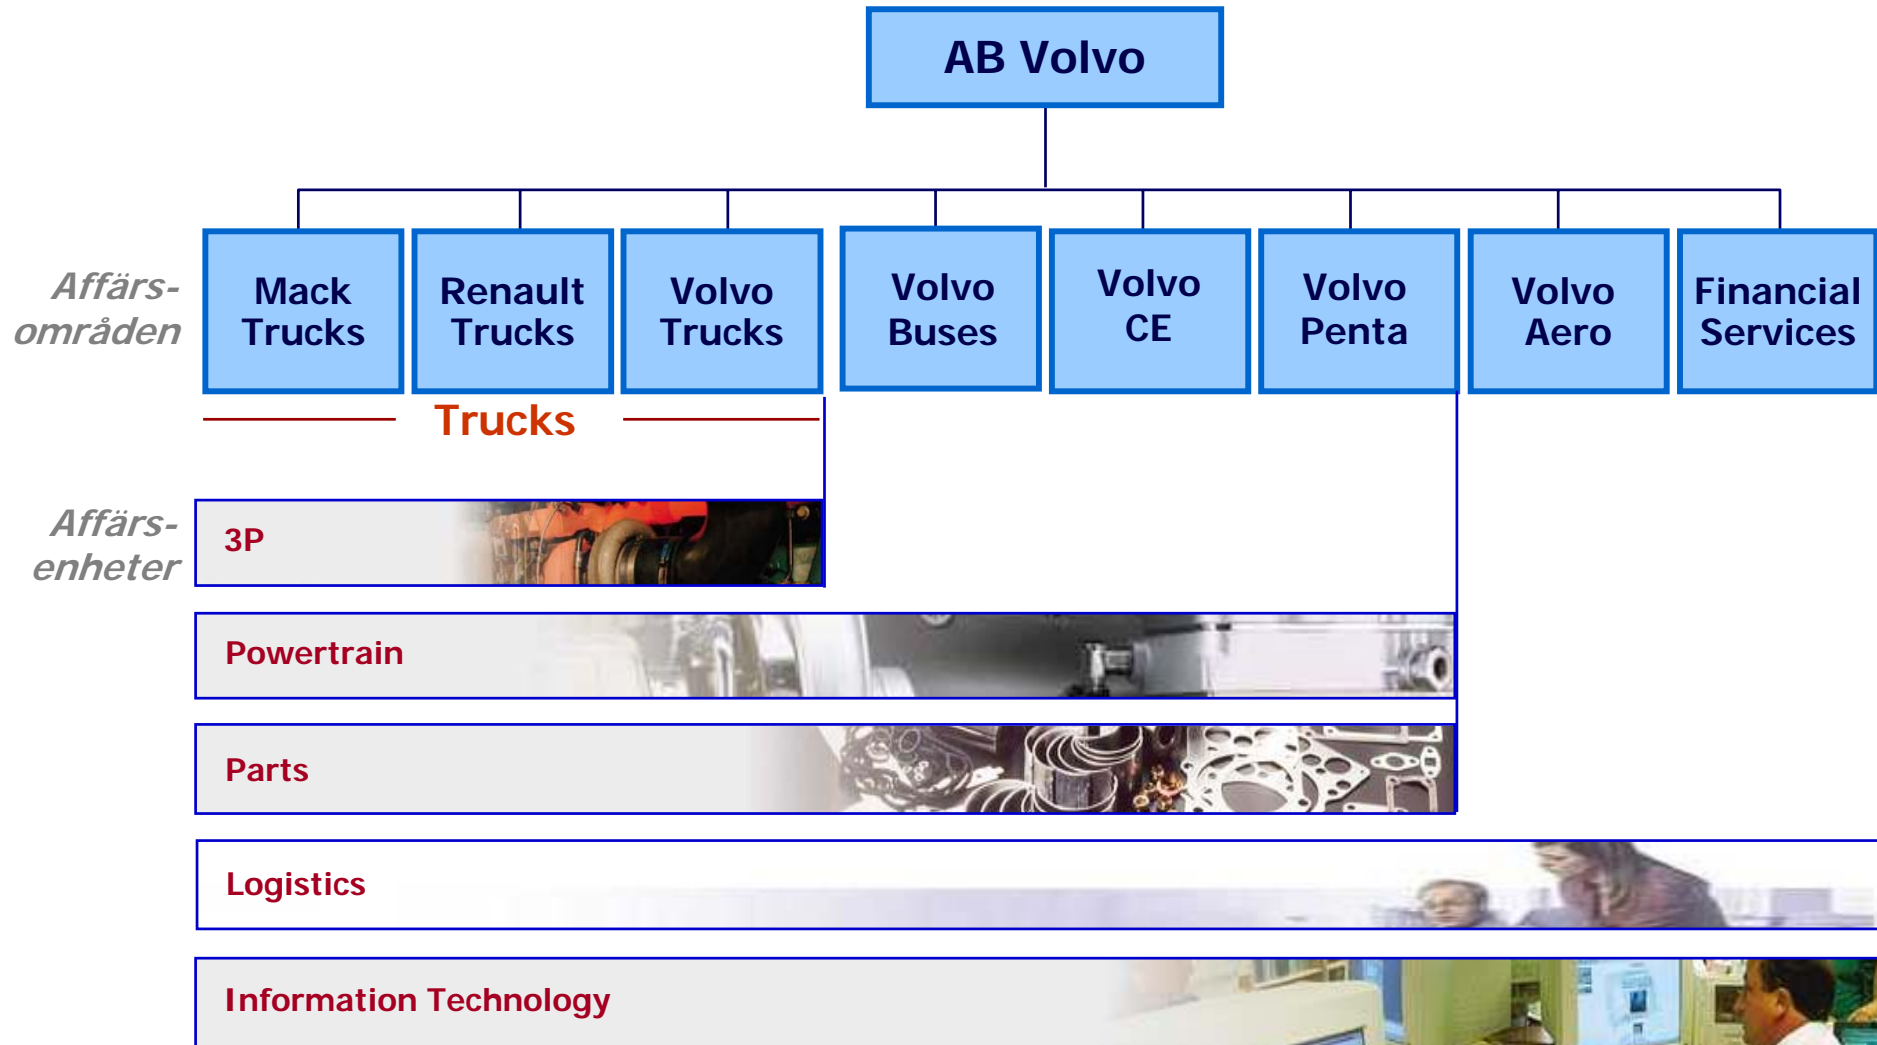 AB Volvo
Affärs-
områden
Mack
Trucks
Renault
Trucks
Volvo
Trucks
Volvo
Buses
Volvo
CE
Volvo
Penta
Volvo
Aero
Financial
Services
Trucks
Affärs-
enheter
3P
Powertrain
Parts
Logistics
Information Technology